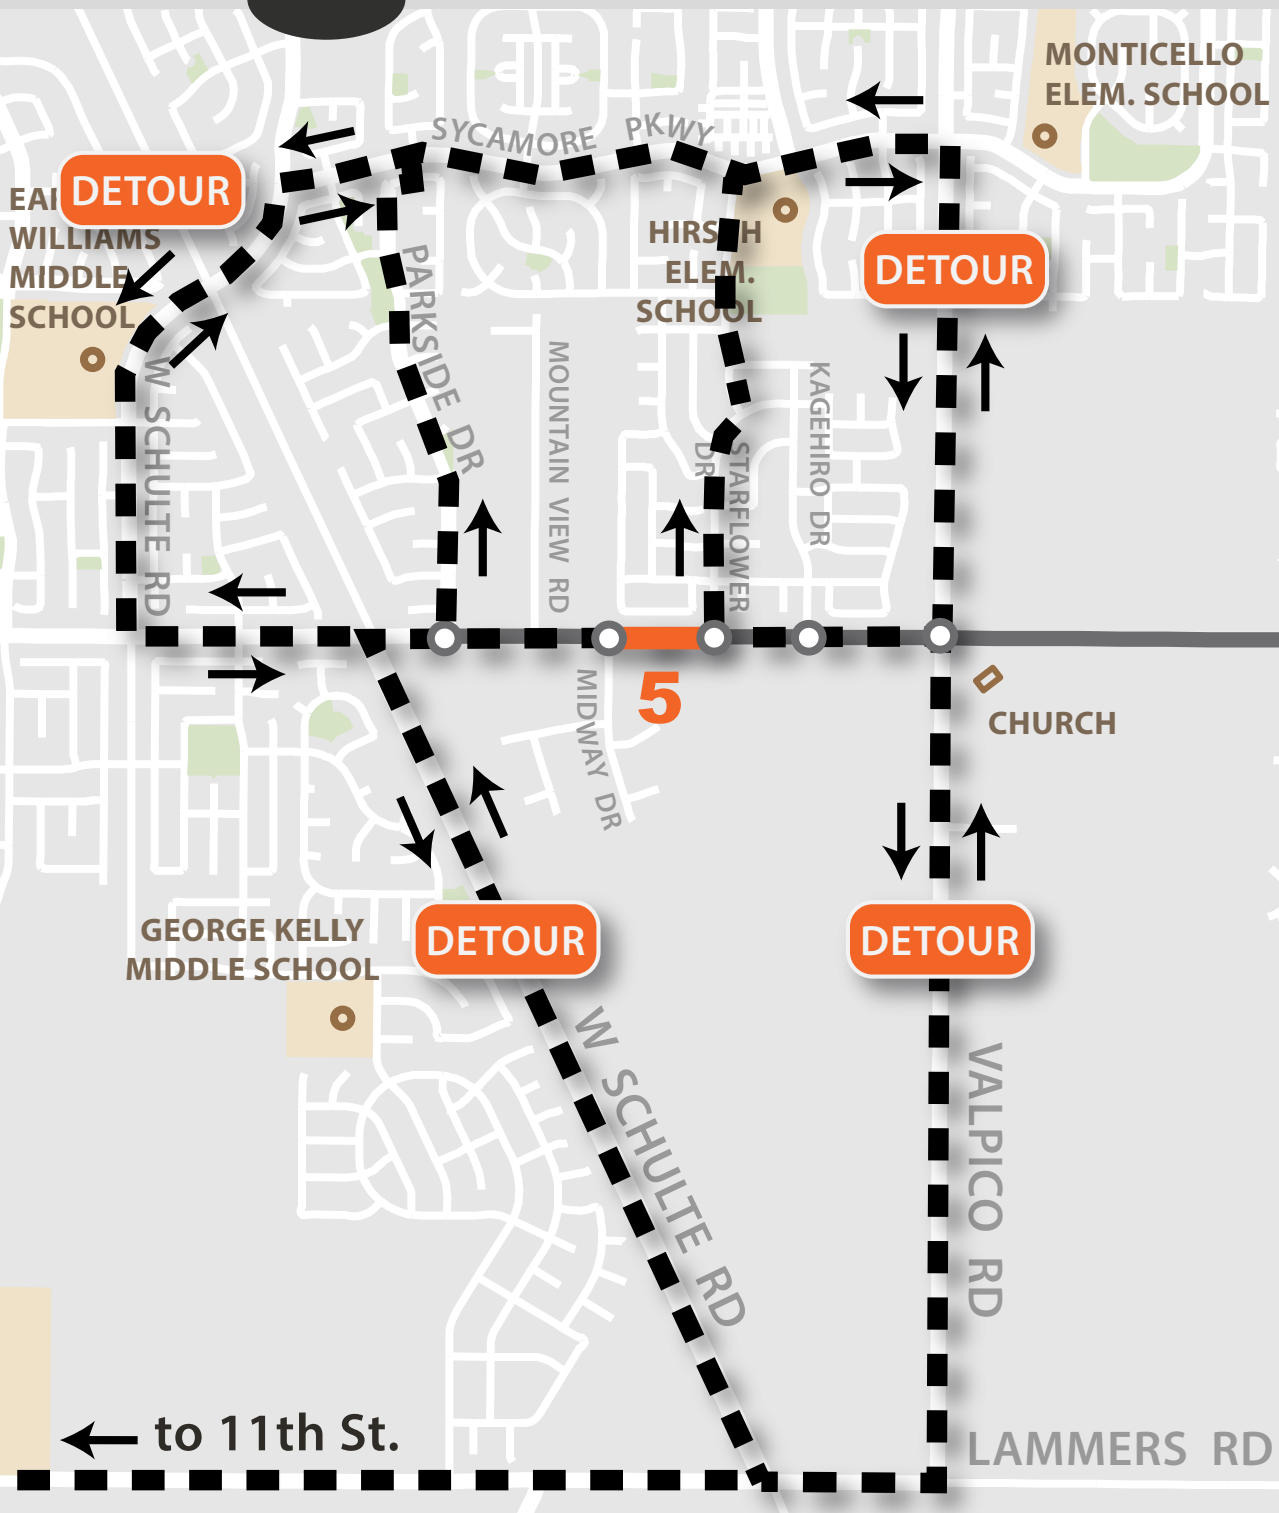 MONTICELLO
ELEM. SCHOOL
SYCAMORE PKWY
DETOUR
WILLIAMS
MIDDLE
SCHOOL
HIRSCH
ELEM.
SCHOOL
DETOUR
PARKSIDE DR
W SCHULTE RD
MOUNTAIN VIEW RD
STARFLOWER
DR
KAGEHIRO DR
5
MIDWAY DR
CHURCH
GEORGE KELLY
MIDDLE SCHOOL
DETOUR
DETOUR
W SCHULTE RD
VALPICO RD
to 11th St.
LAMMERS RD